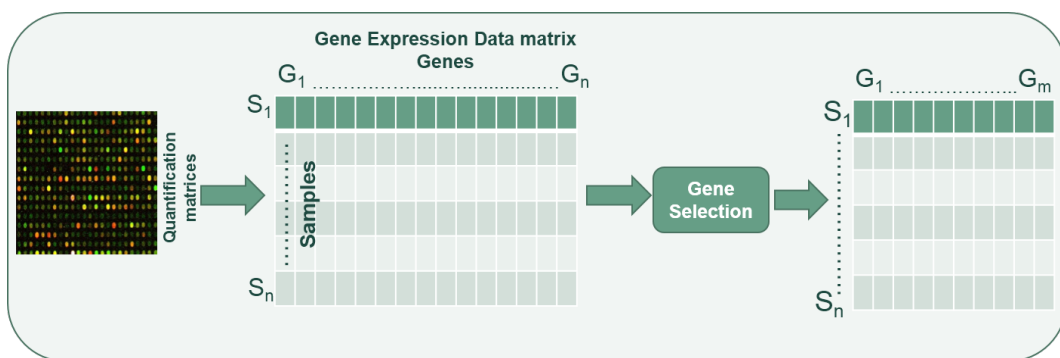 Gene Expression Data matrix
Genes
G1 ........................................ Gn
S1
Quantification
matrices
Samples
Sn
Gene
Selection
G1 ..................... Gm
S1
Sn